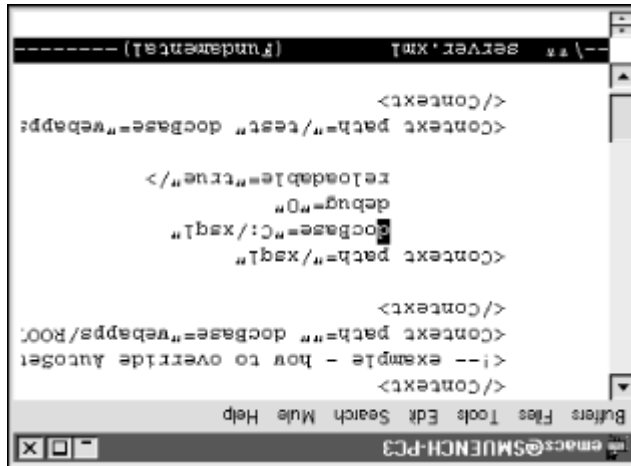 emacs@SMUENCH-PC3
Buffers Files Tools Edit Search Mule Help
</Context>
<!-- example - how to override AutoSet
<Context path="" docBase="webapps/ROOT
</Context>
<Context path="/xsql"
docBase="C:/xsql"
debug="0"
reloadable="true"/>
<Context path="/test" docBase="webapps
</Context>
--\** server.xml (Fundamental)--------